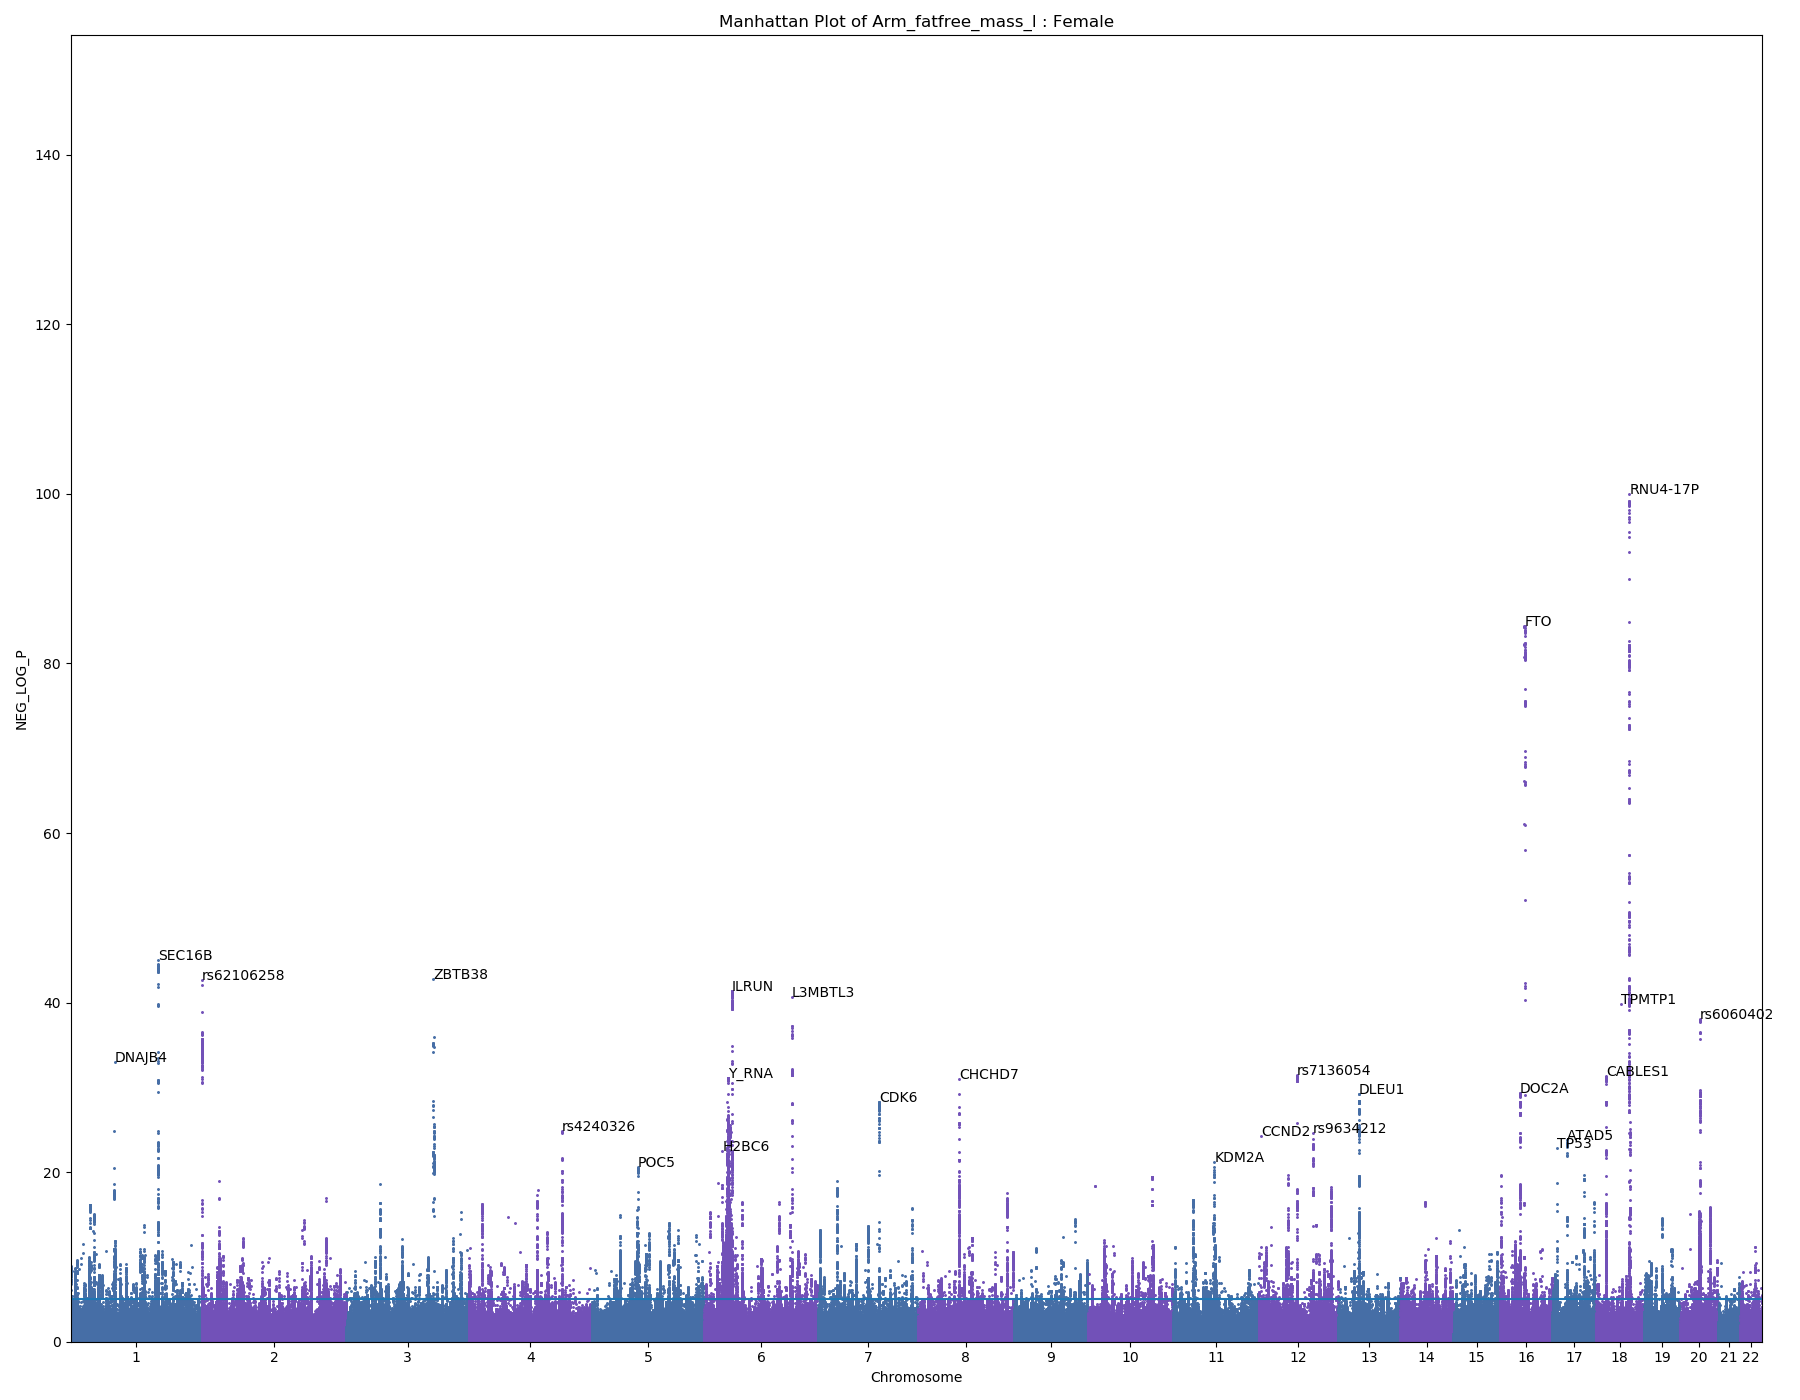 Manhattan Plot of Arm_fatfree_mass_l : Female
140
120
100
80
60
40
20
0
NEG_LOG_P
RNU4-17P
FTO
SEC16B
rs62106258
ZBTB38
ILRUN
L3MBTL3
TPMTP1
rs6060402
DNAJB4
Y_RNA
CHCHD7
rs7136054
CABLES1
CDK6
DLEU1
DOC2A
rs4240326
CCND2
rs9634212
ATAD5
TP53
H2BC6
POC5
KDM2A
1 2 3 4 5 6 7 8 9 10 11 12 13 14 15 16 17 18 19 20 21 22
Chromosome